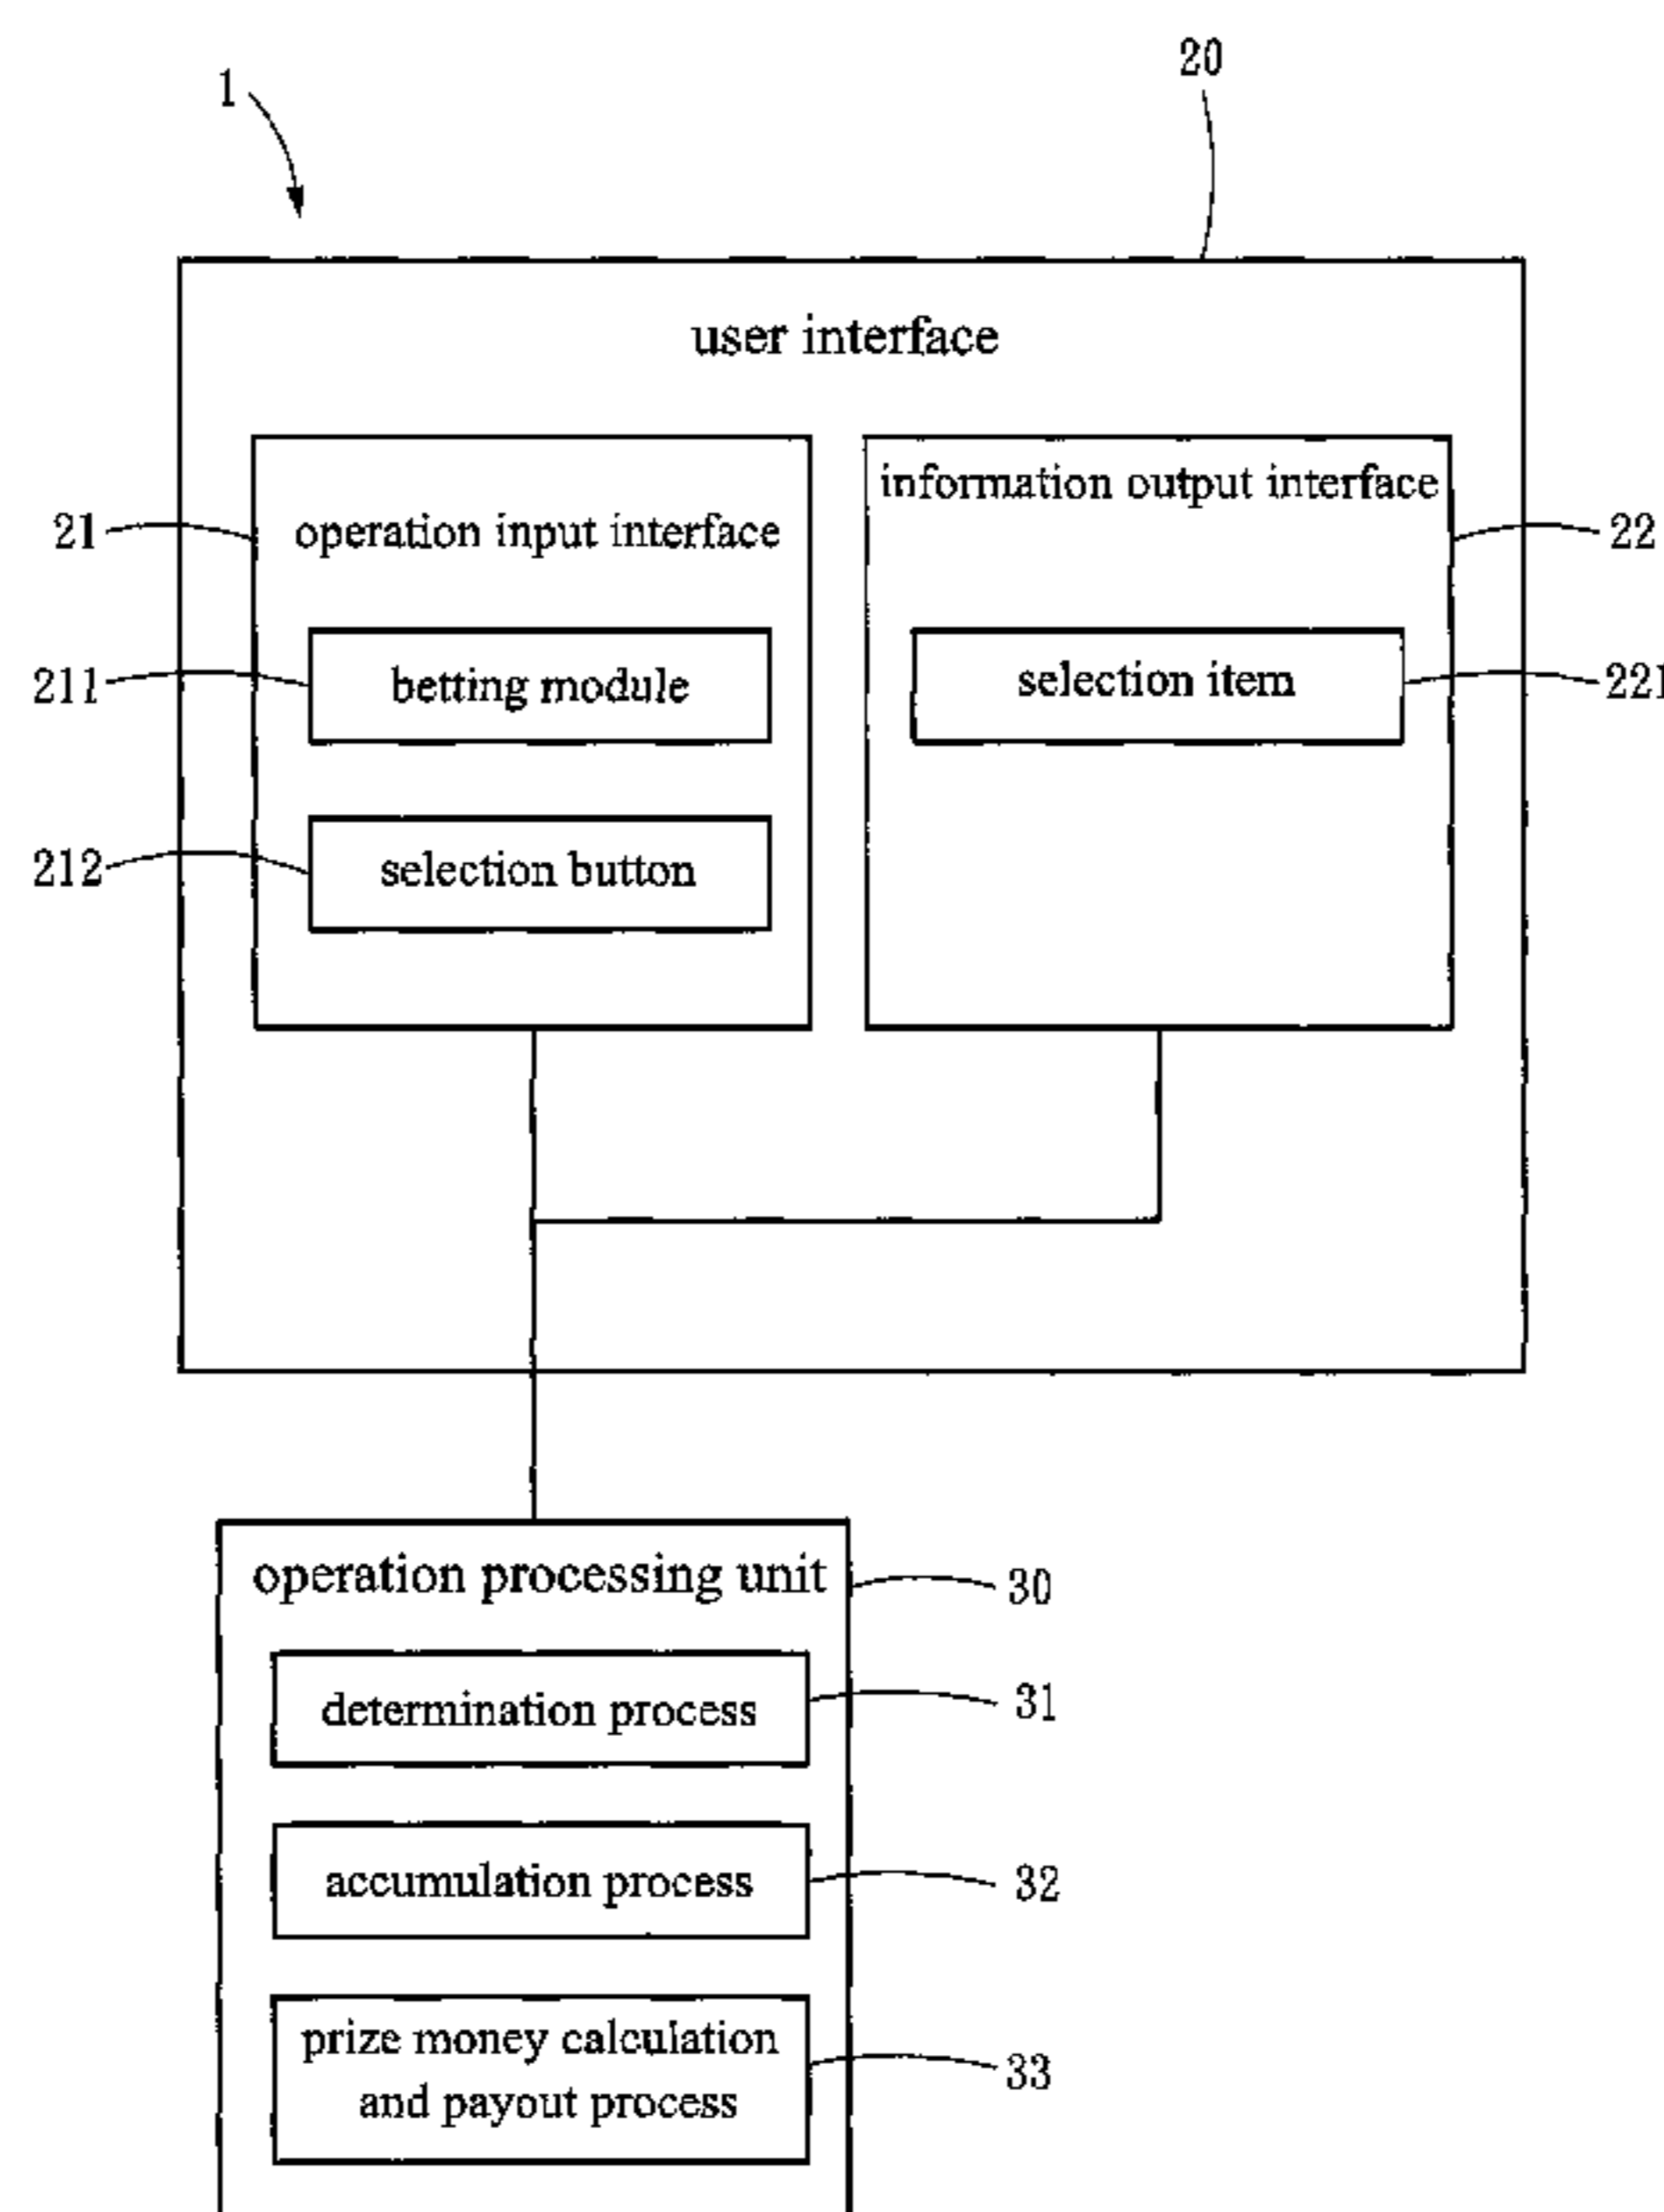 1
20
user interface
information output interface
21
operation input interface
22
211
betting module
selection item
221
212
selection button
operation processing unit
30
determination process
31
accumulation process
32
prize money calculation
and payout process
33